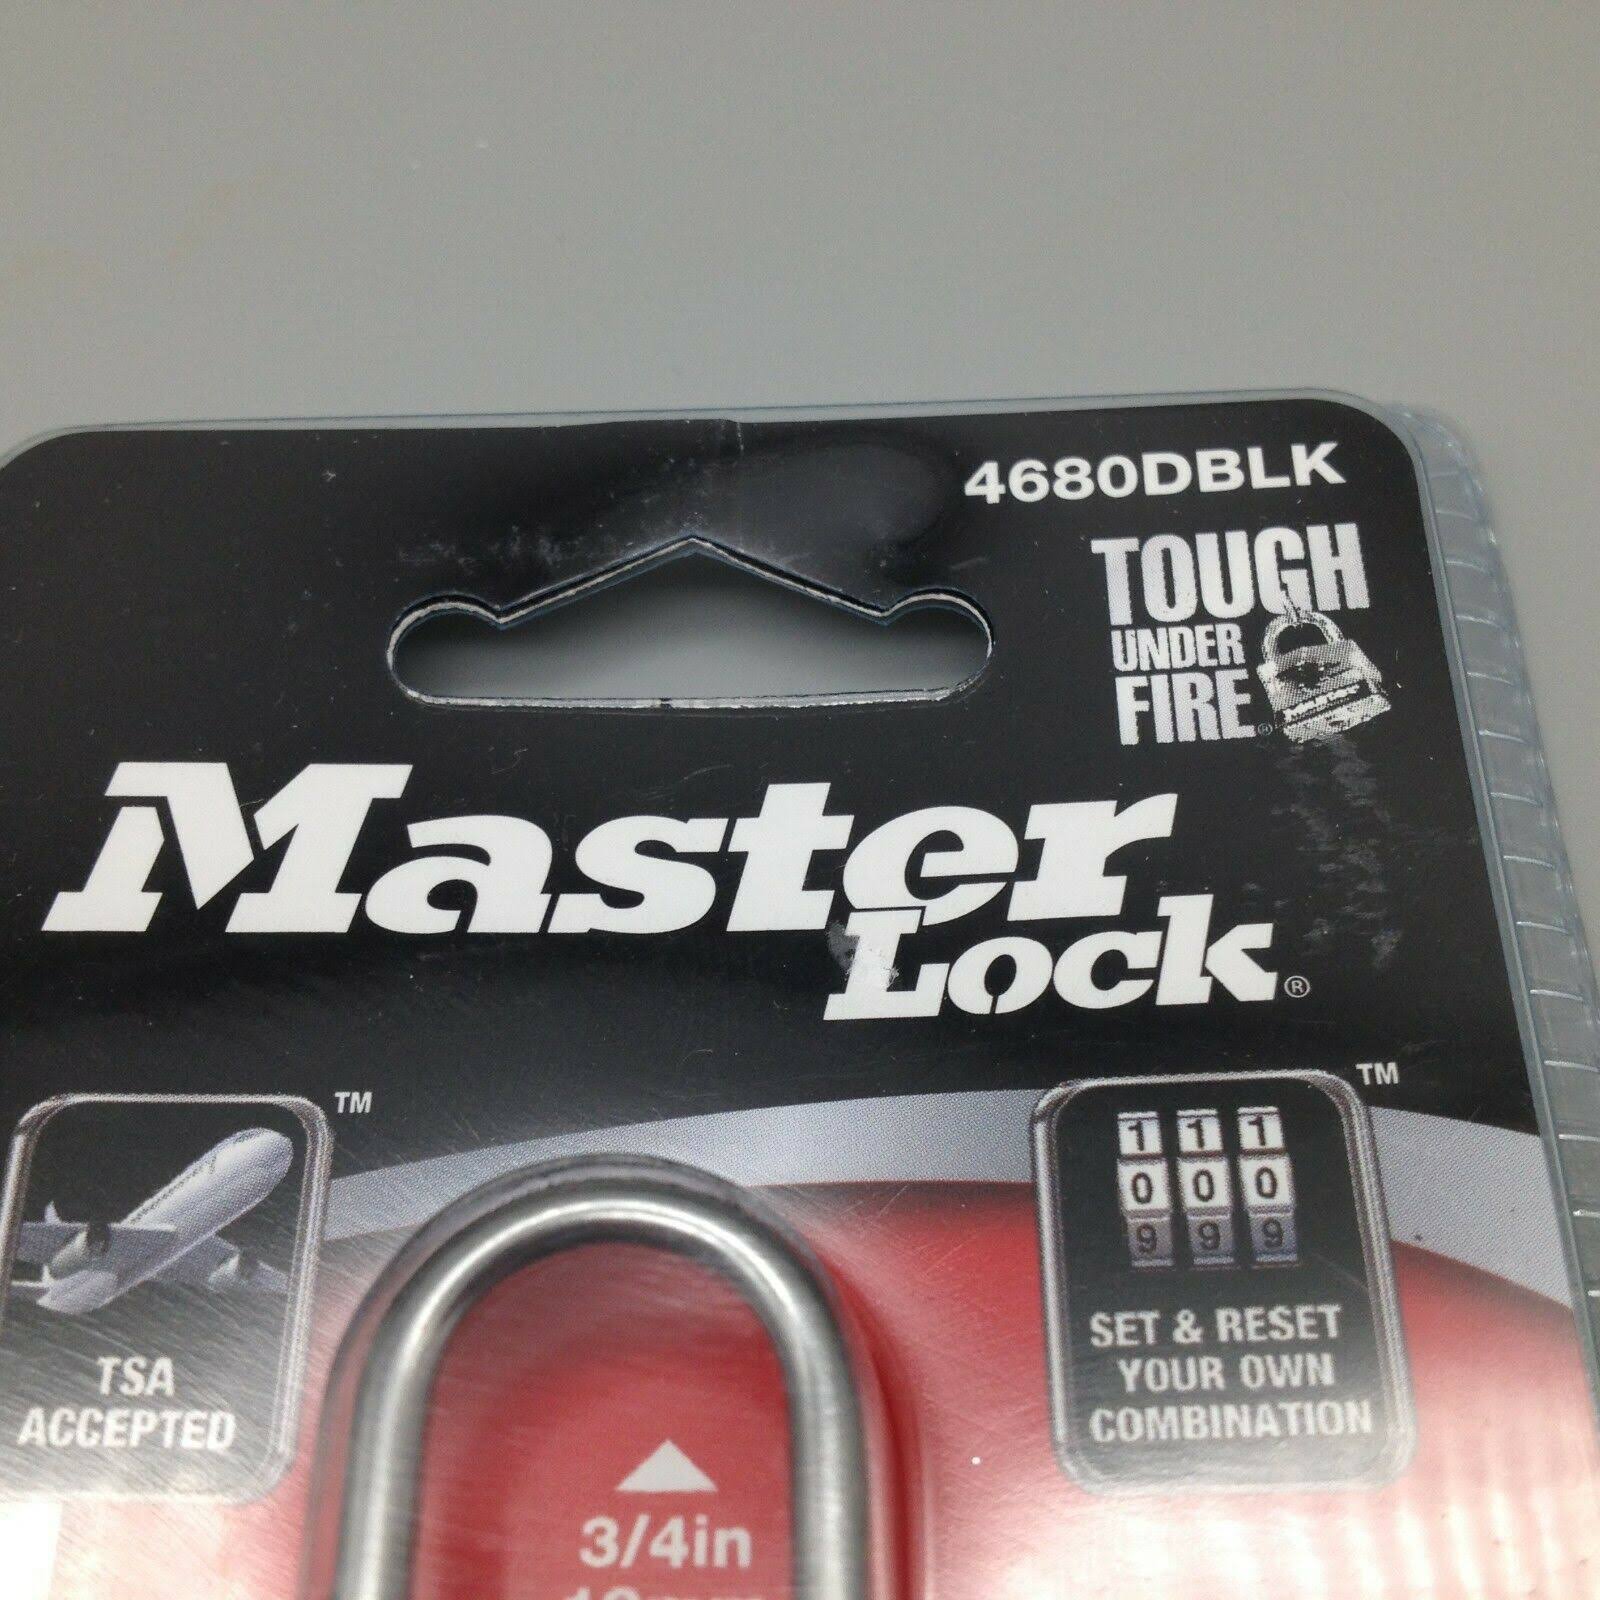 4680DBLK
TOUGH
UNDER
FIRE®
Master
Master
Lock®
TM
TSA
ACCEPTED
TM
1 1 1
0 0 0
9 9 9
SET & RESET
YOUR OWN
COMBINATION
3/4in